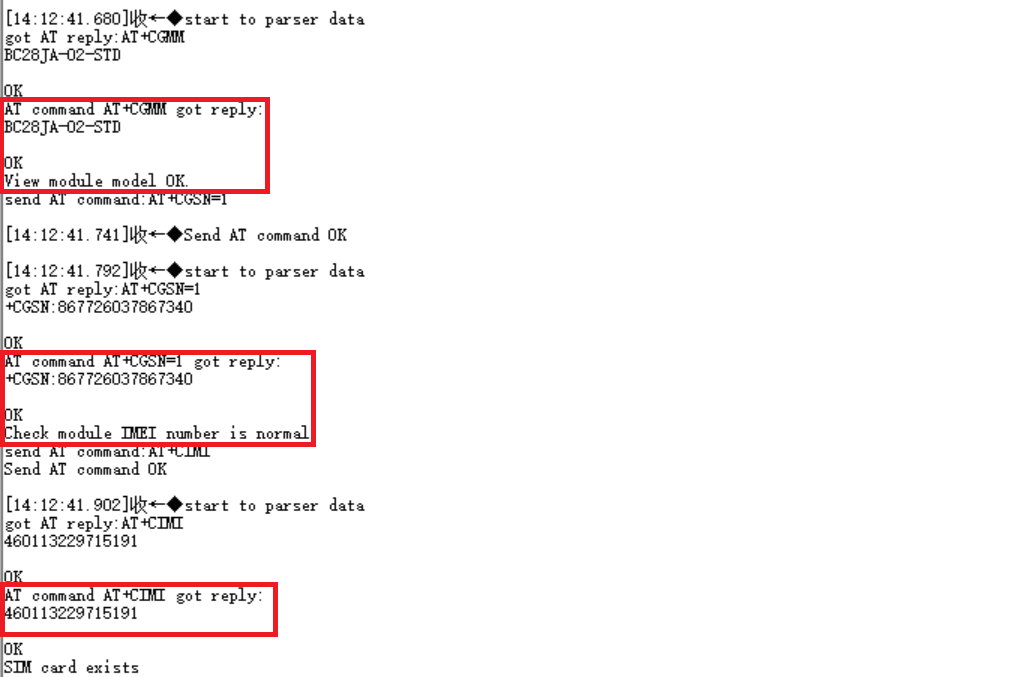 [14:12:41.680]收←◆start to parser data
got AT reply:AT+CGMM
BC28JA-02-STD
OK
AT command AT+CGMM got reply:
BC28JA-02-STD
OK
View module model OK.
send AT command:AT+CGSN=1
[14:12:41.741]收←◆Send AT command OK
[14:12:41.792]收←◆start to parser data
got AT reply:AT+CGSN=1
+CGSN:867726037867340
OK
AT command AT+CGSN=1 got reply:
+CGSN:867726037867340
OK
Check module IMEI number is normal
send AT command:AT+CIMI
Send AT command OK
[14:12:41.902]收←◆start to parser data
got AT reply:AT+CIMI
460113229715191
OK
AT command AT+CIMI got reply:
460113229715191
OK
SIM card exists